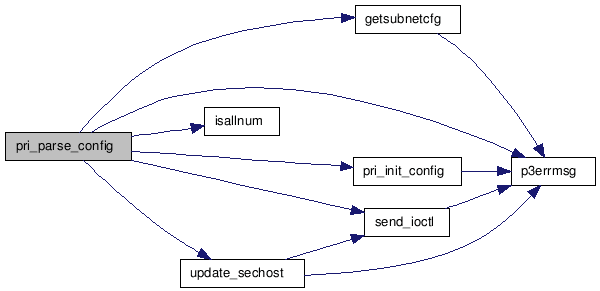 getsubnetcfg
isallnum
pri_parse_config
pri_init_config
p3errmsg
send_ioctl
update_sechost